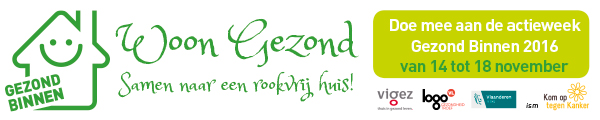 GEZOND
BINNEN
Woon Gezond
Samen naar een rookvrij huis!
Doe mee aan de actieweek
Gezond Binnen 2016
van 14 tot 18 november
vigez
logo
Vlaanderen
ism
Kom op
tegen Kanker